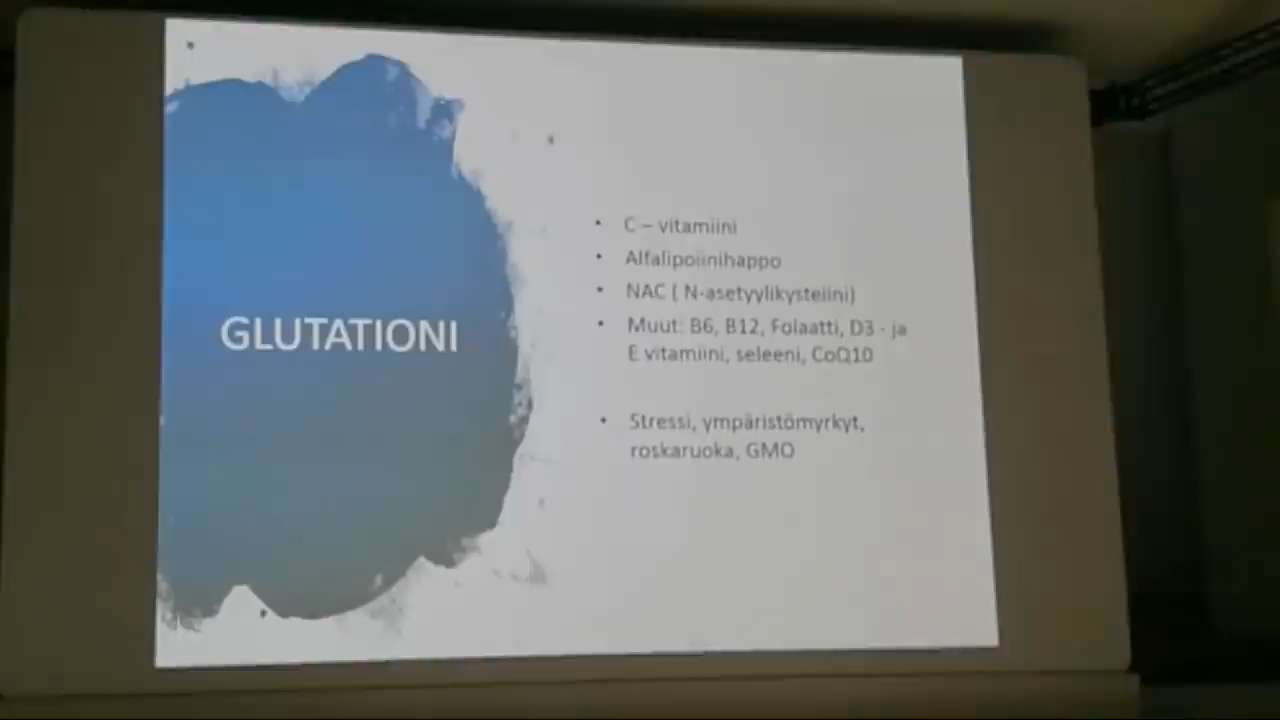 GLUTATIONI
• C – vitamiini
• Alfalipoiinihappo
• NAC ( N-asetyylikysteiini)
• Muut: B6, B12, Folaatti, D3 - ja
E vitamiini, seleeni, CoQ10
• Stressi, ympäristömyrkyt,
roskaruoka, GMO